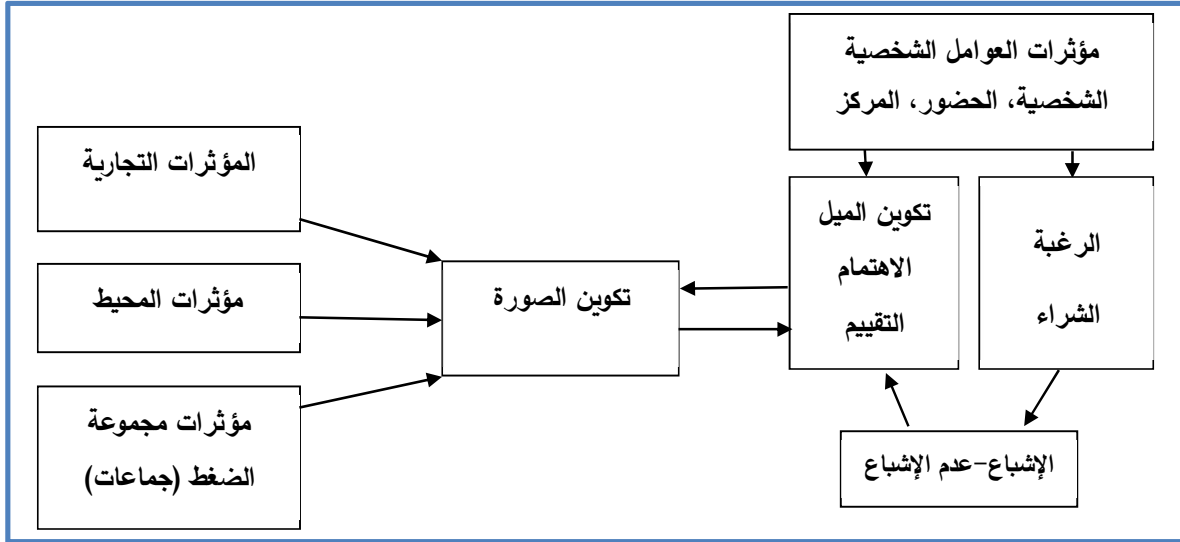 مؤثرات العوامل الشخصية
الشخصية، الحضور، المركز
المؤثرات التجارية
تكوين الميل
الاهتمام
التقييم
الرغبة
الشراء
مؤثرات المحيط
تكوين الصورة
مؤثرات مجموعة
الضغط (جماعات)
الإشباع-عدم الإشباع